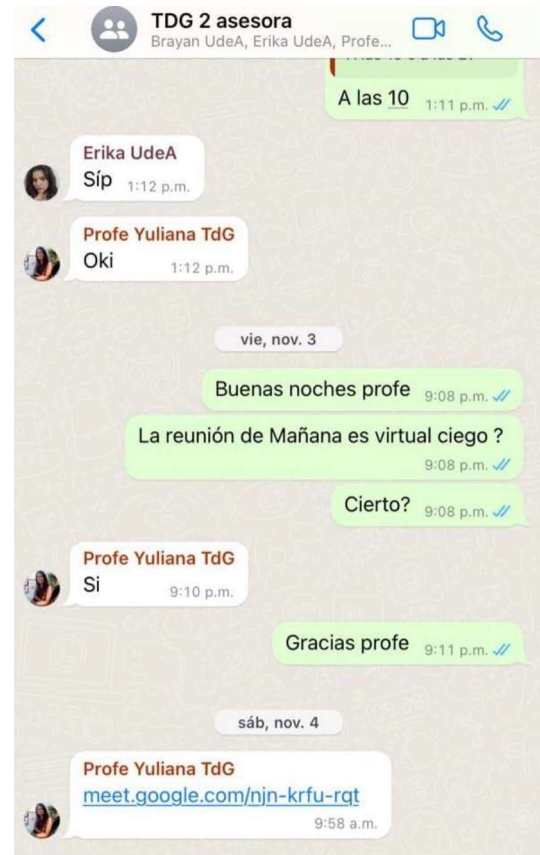 TDG 2 asesora
Brayan UdeA, Erika UdeA, Profe...
A las 10 1:11 p.m.
Erika UdeA
Síp 1:12 p.m.
Profe Yuliana TdG
Oki 1:12 p.m.
vie, nov. 3
Buenas noches profe 9:08 p.m.
La reunión de Mañana es virtual ciego ?
9:08 p.m.
Cierto? 9:08 p.m.
Profe Yuliana TdG
Si 9:10 p.m.
Gracias profe 9:11 p.m.
sáb, nov. 4
Profe Yuliana TdG
meet.google.com/njn-krfu-rqt
9:58 a.m.